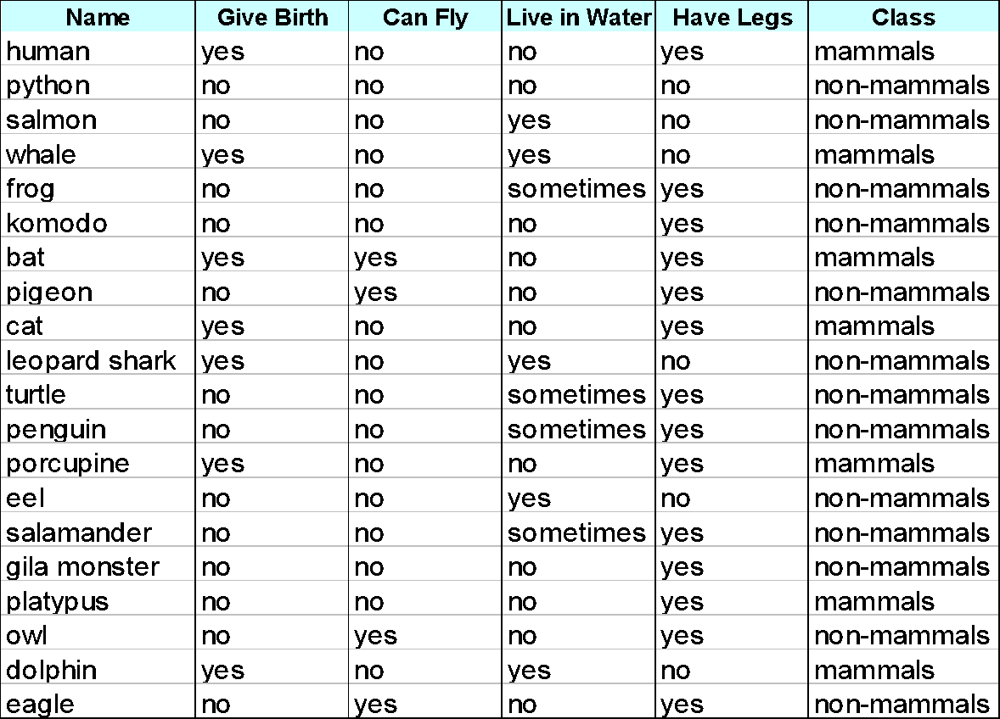 Name Give Birth Can Fly Live in Water Have Legs Class
human yes no no yes mammals
python no no no no non-mammals
salmon no no yes no non-mammals
whale yes no yes no mammals
frog no no sometimes yes non-mammals
komodo no no no yes non-mammals
bat yes yes no yes mammals
pigeon no yes no yes non-mammals
cat yes no no yes mammals
leopard shark yes no yes no non-mammals
turtle no no sometimes yes non-mammals
penguin no no sometimes yes non-mammals
porcupine yes no no yes mammals
eel no no yes no non-mammals
salamander no no sometimes yes non-mammals
gila monster no no no yes non-mammals
platypus no no no yes mammals
owl no yes no yes non-mammals
dolphin yes no yes no mammals
eagle no yes no yes non-mammals